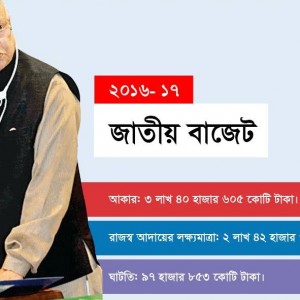 ২০১৬- ১৭
জাতীয় বাজেট
আকার: ৩ লাখ ৪০ হাজার ৬০৫ কোটি টাকা।
রাজস্ব আদায়ের লক্ষ্যমাত্রা: ২ লাখ ৪২ হাজার
ঘাটতি: ৯৭ হাজার ৮৫৩ কোটি টাকা।